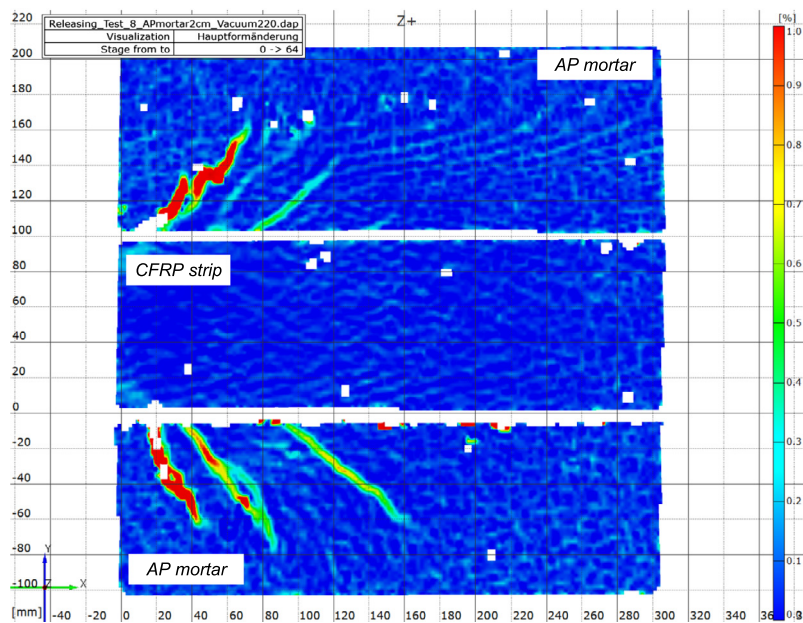 Releasing_Test_8_APmortar2cm_Vacuum220.dap
Visualization Hauptformänderung
Stage from to 0 -> 64
Z+
[%]
220
200
180
160
140
120
100
80
60
40
20
0
-20
-40
-60
-80
-100
[mm]
AP mortar
CFRP strip
AP mortar
Y
Z
X
-40 -20 0 20 40 60 80 100 120 140 160 180 200 220 240 260 280 300 320 340
1.0
0.9
0.8
0.7
0.6
0.5
0.4
0.3
0.2
0.1